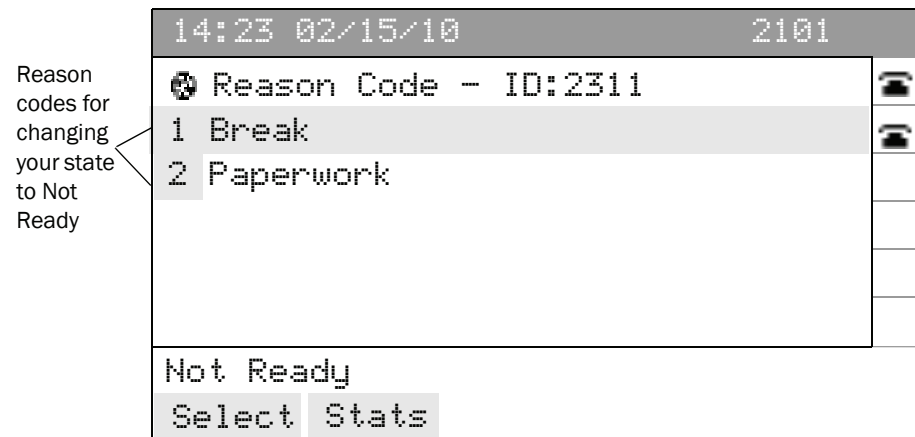 14:23 02/15/10 2101
Reason
codes for
changing
your state
to Not
Ready
Reason Code - ID:2311
1 Break
2 Paperwork
Not Ready
Select Stats